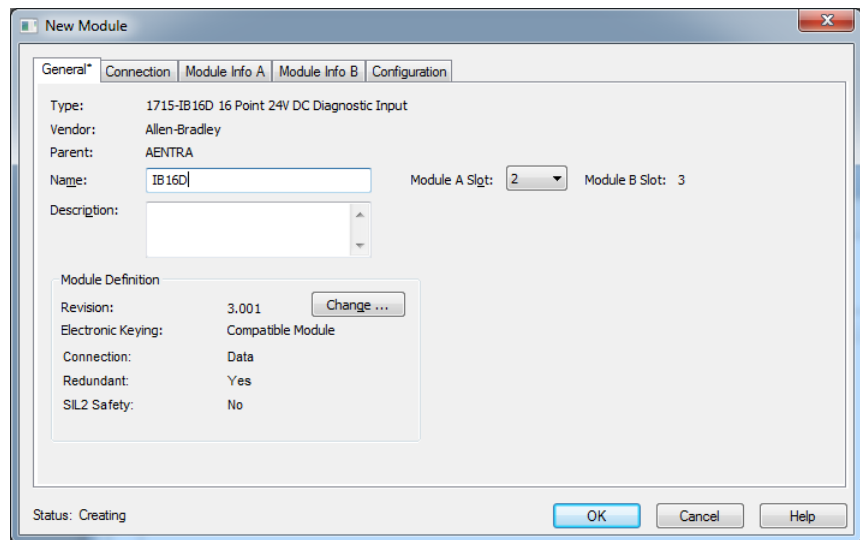 New Module
General* Connection Module Info A Module Info B Configuration
Type: 1715-IB16D 16 Point 24V DC Diagnostic Input
Vendor: Allen-Bradley
Parent: AENTRA
Name: IB16D Module A Slot: 2 Module B Slot: 3
Description:
Module Definition
Revision: 3.001 Change ...
Electronic Keying: Compatible Module
Connection: Data
Redundant: Yes
SIL2 Safety: No
Status: Creating OK Cancel Help